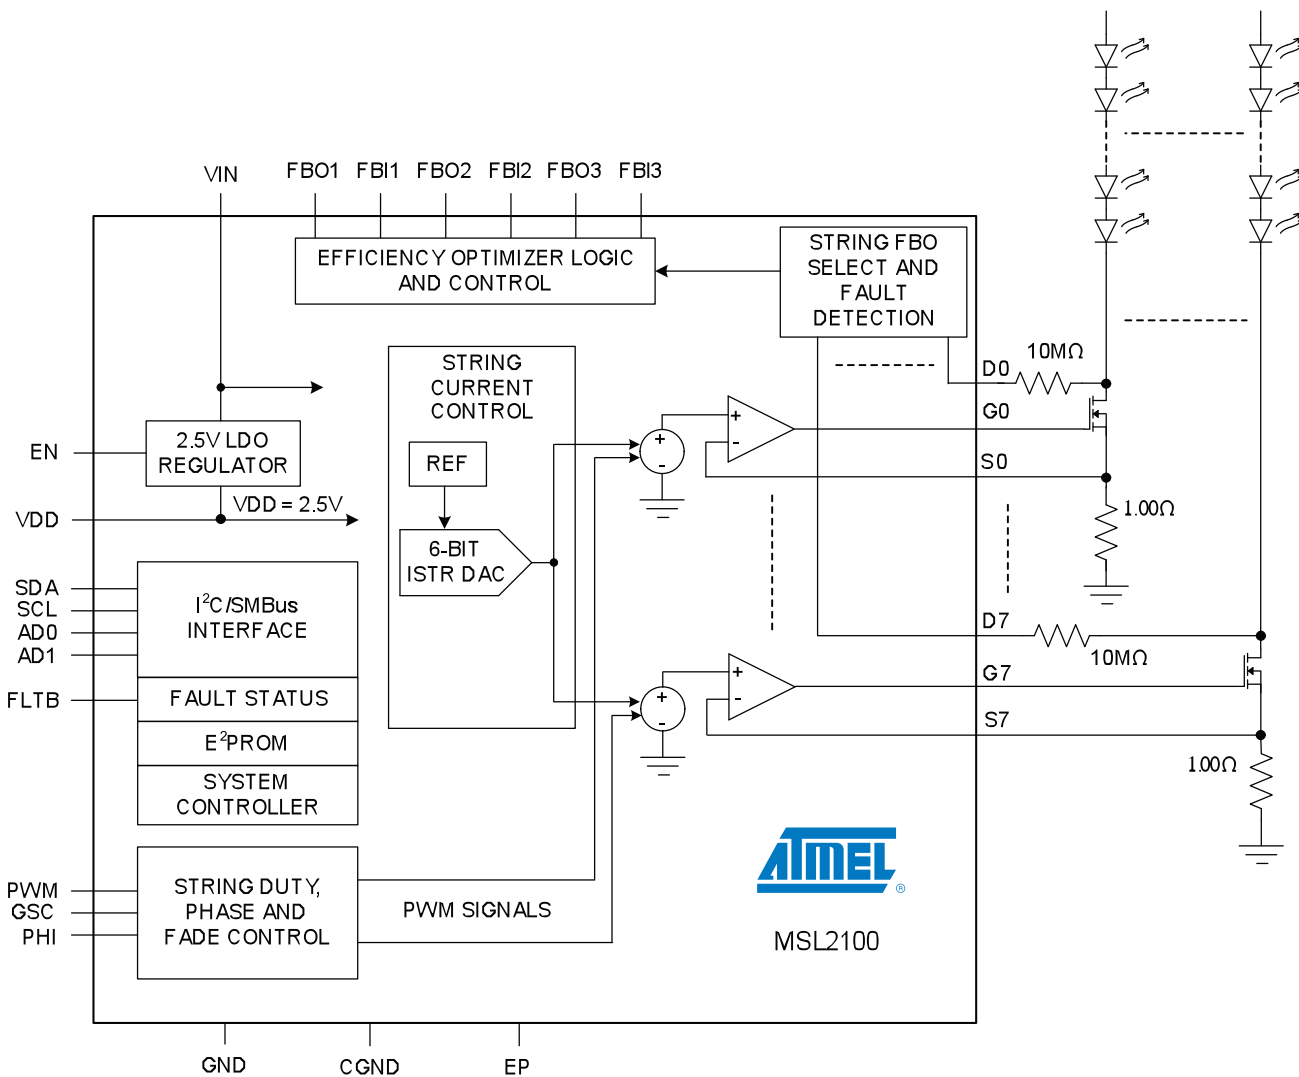 VIN
FBO1
FBI1
FBO2
FBI2
FBO3
FBI3
EFFICIENCY OPTIMIZER LOGIC
AND CONTROL
STRING FBO
SELECT AND
FAULT
DETECTION
STRING
CURRENT
CONTROL
REF
6-BIT
ISTR DAC
EN
2.5V LDO
REGULATOR
VDD
VDD = 2.5V
SDA
SCL
AD0
AD1
I²C/SMBus
INTERFACE
FLTB
FAULT STATUS
E²PROM
SYSTEM
CONTROLLER
PWM
GSC
PHI
STRING DUTY,
PHASE AND
FADE CONTROL
PWM SIGNALS
+
-
+
-
D0
10MΩ
G0
S0
1.00Ω
+
-
+
-
D7
10MΩ
G7
S7
1.00Ω
ATMEL
®
MSL2100
GND
CGND
EP